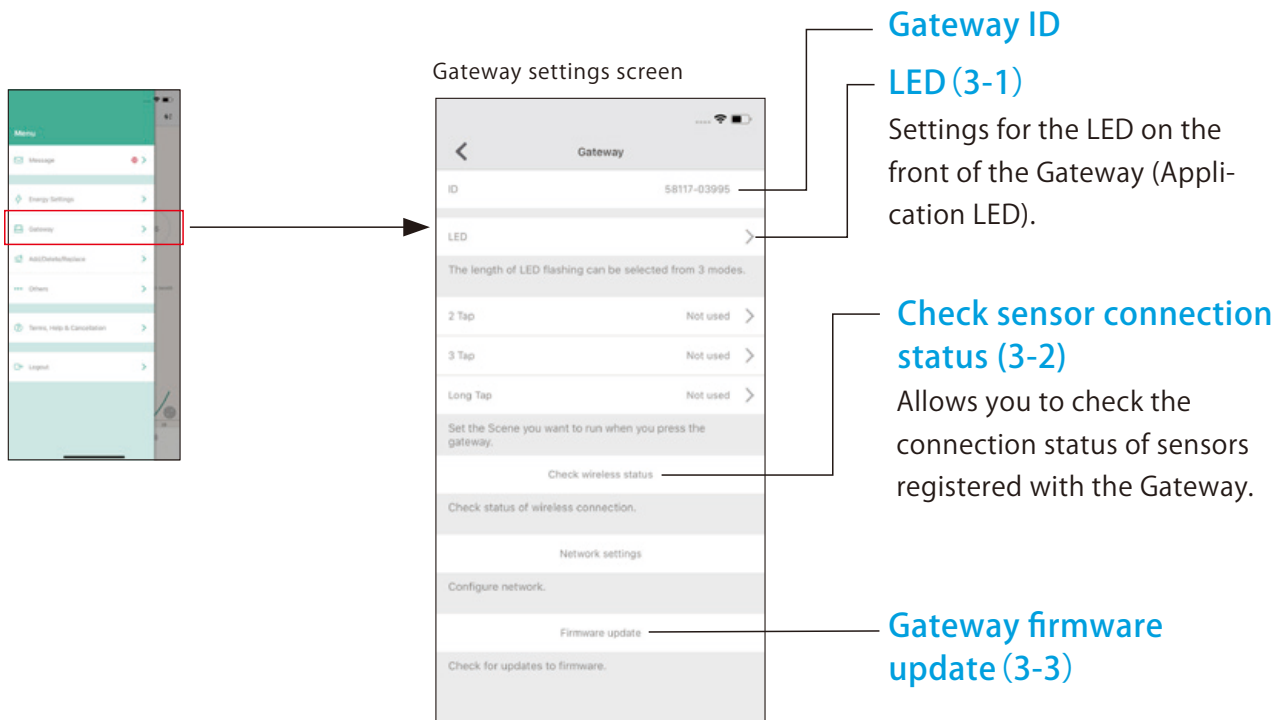 Menu
Message
Energy Settings
Gateway
Add/Delete/Replace
Others
Terms, Help & Cancellation
Logout
Gateway settings screen
Gateway
ID 58117-03995
LED
The length of LED flashing can be selected from 3 modes.
2 Tap Not used
3 Tap Not used
Long Tap Not used
Set the Scene you want to run when you press the
gateway.
Check wireless status
Check status of wireless connection.
Network settings
Configure network.
Firmware update
Check for updates to firmware.
Gateway ID
LED (3-1)
Settings for the LED on the
front of the Gateway (Appli-
cation LED).
Check sensor connection
status (3-2)
Allows you to check the
connection status of sensors
registered with the Gateway.
Gateway firmware
update (3-3)